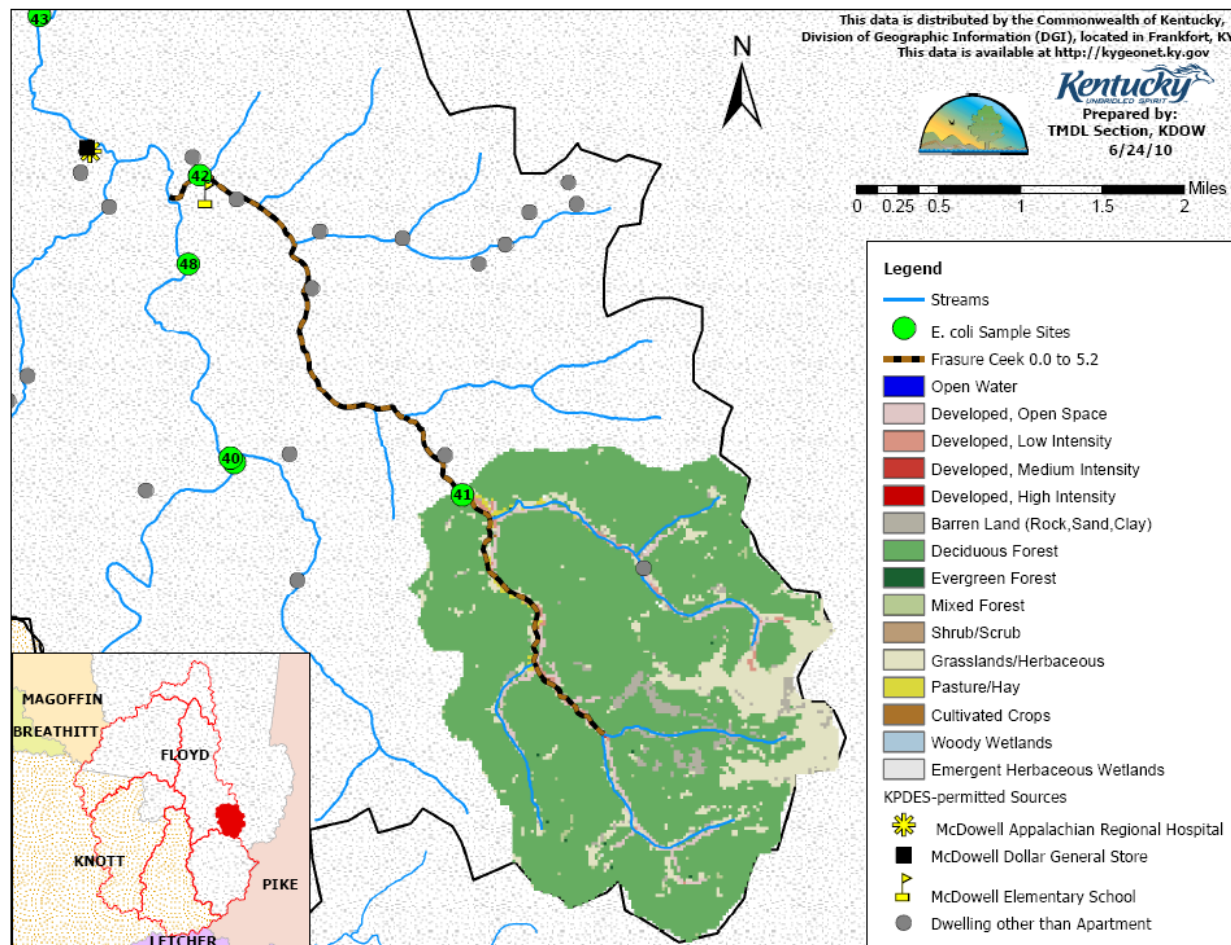 This data is distributed by the Commonwealth of Kentucky,
Division of Geographic Information (DGI), located in Frankfort, KY
This data is available at http://kygeonet.ky.gov
N
Kentucky
UNBRIDLED SPIRIT
Prepared by:
TMDL Section, KDOW
6/24/10
Miles
0 0.25 0.5 1 1.5 2
43
42
48
40
41
Legend
Streams
E. coli Sample Sites
Frasure Ceek 0.0 to 5.2
Open Water
Developed, Open Space
Developed, Low Intensity
Developed, Medium Intensity
Developed, High Intensity
Barren Land (Rock,Sand,Clay)
Deciduous Forest
Evergreen Forest
Mixed Forest
Shrub/Scrub
Grasslands/Herbaceous
Pasture/Hay
Cultivated Crops
Woody Wetlands
Emergent Herbaceous Wetlands
KPDES-permitted Sources
McDowell Appalachian Regional Hospital
McDowell Dollar General Store
McDowell Elementary School
Dwelling other than Apartment
MAGOFFIN
BREATHITT
FLOYD
KNOTT
PIKE
LETCHER